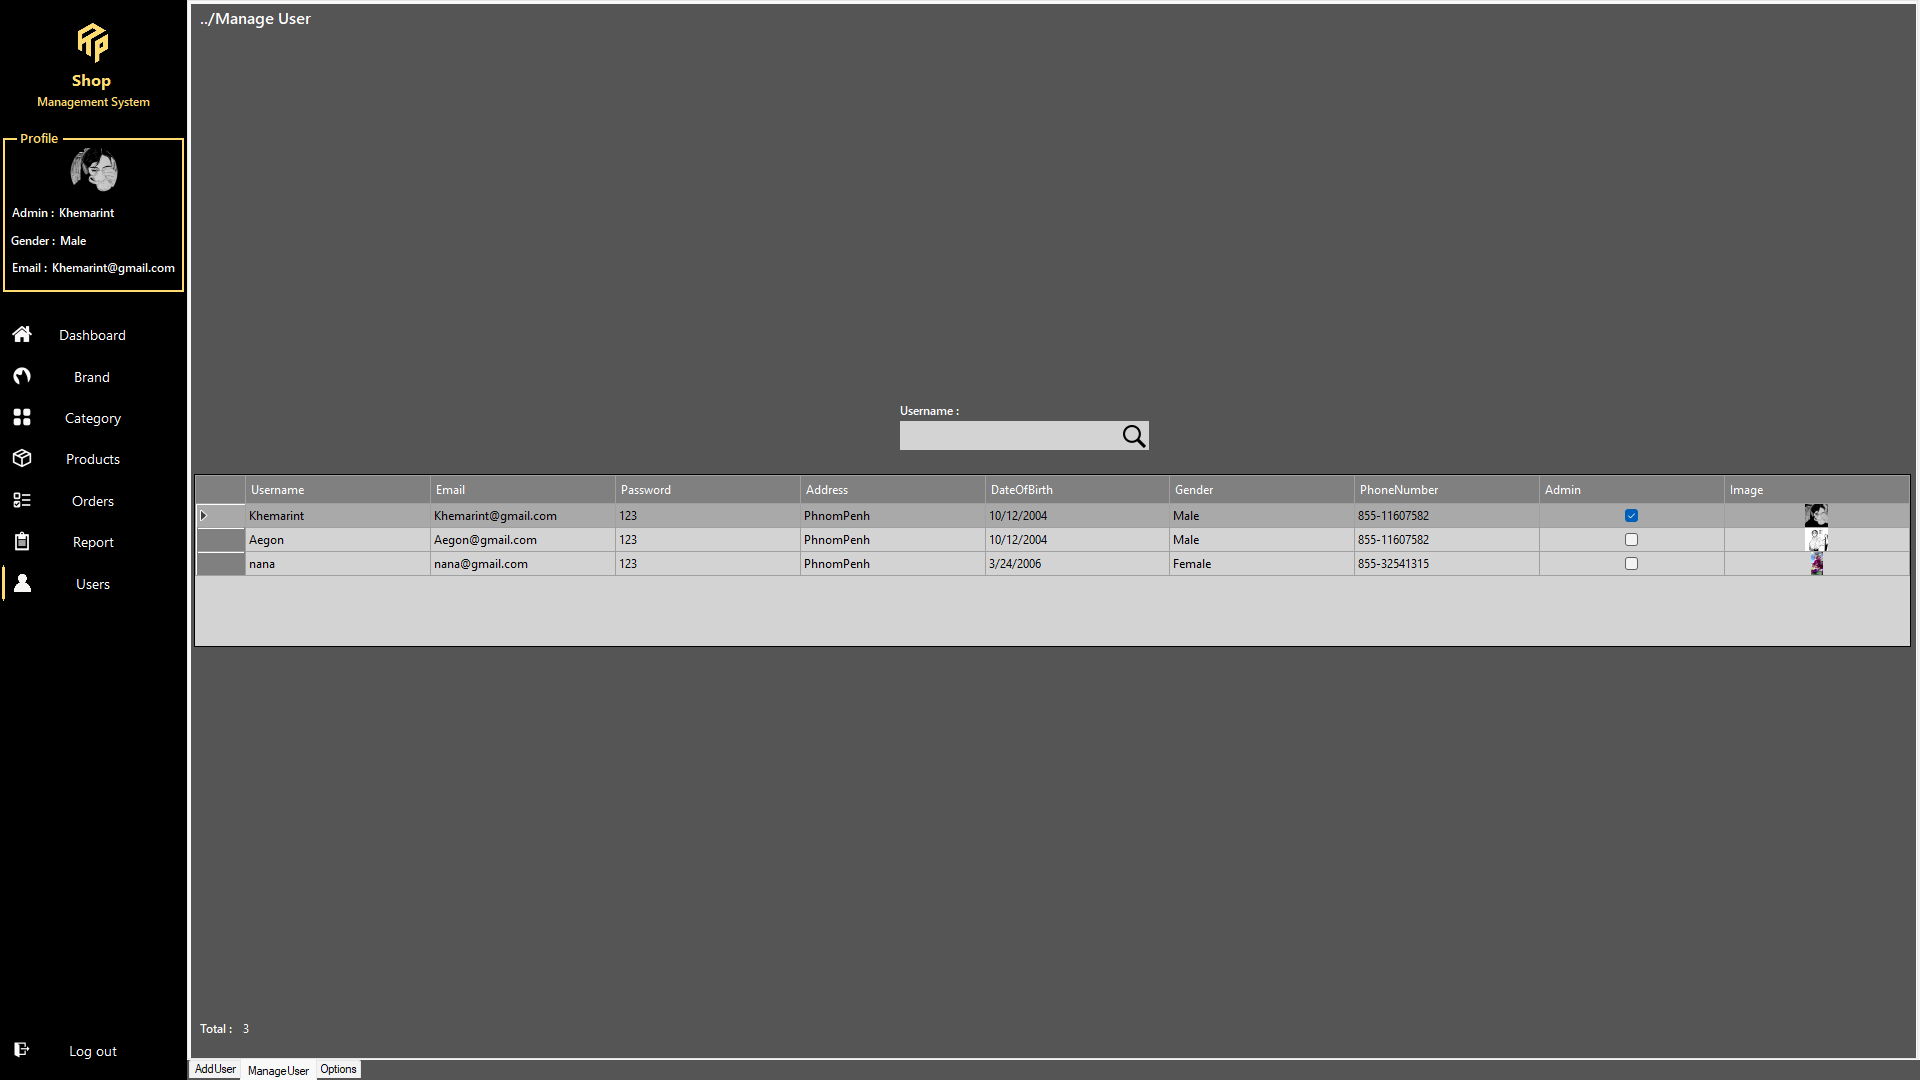 Shop
Management System
Profile
Admin : Khemarint
Gender : Male
Email : Khemarint@gmail.com
Dashboard
Brand
Category
Products
Orders
Report
Users
Log out
../Manage User
Username :
Username Email Password Address DateOfBirth Gender PhoneNumber Admin Image
Khemarint Khemarint@gmail.com 123 PhnomPenh 10/12/2004 Male 855-11607582
Aegon Aegon@gmail.com 123 PhnomPenh 10/12/2004 Male 855-11607582
nana nana@gmail.com 123 PhnomPenh 3/24/2006 Female 855-32541315
Total : 3
AddUser ManageUser Options